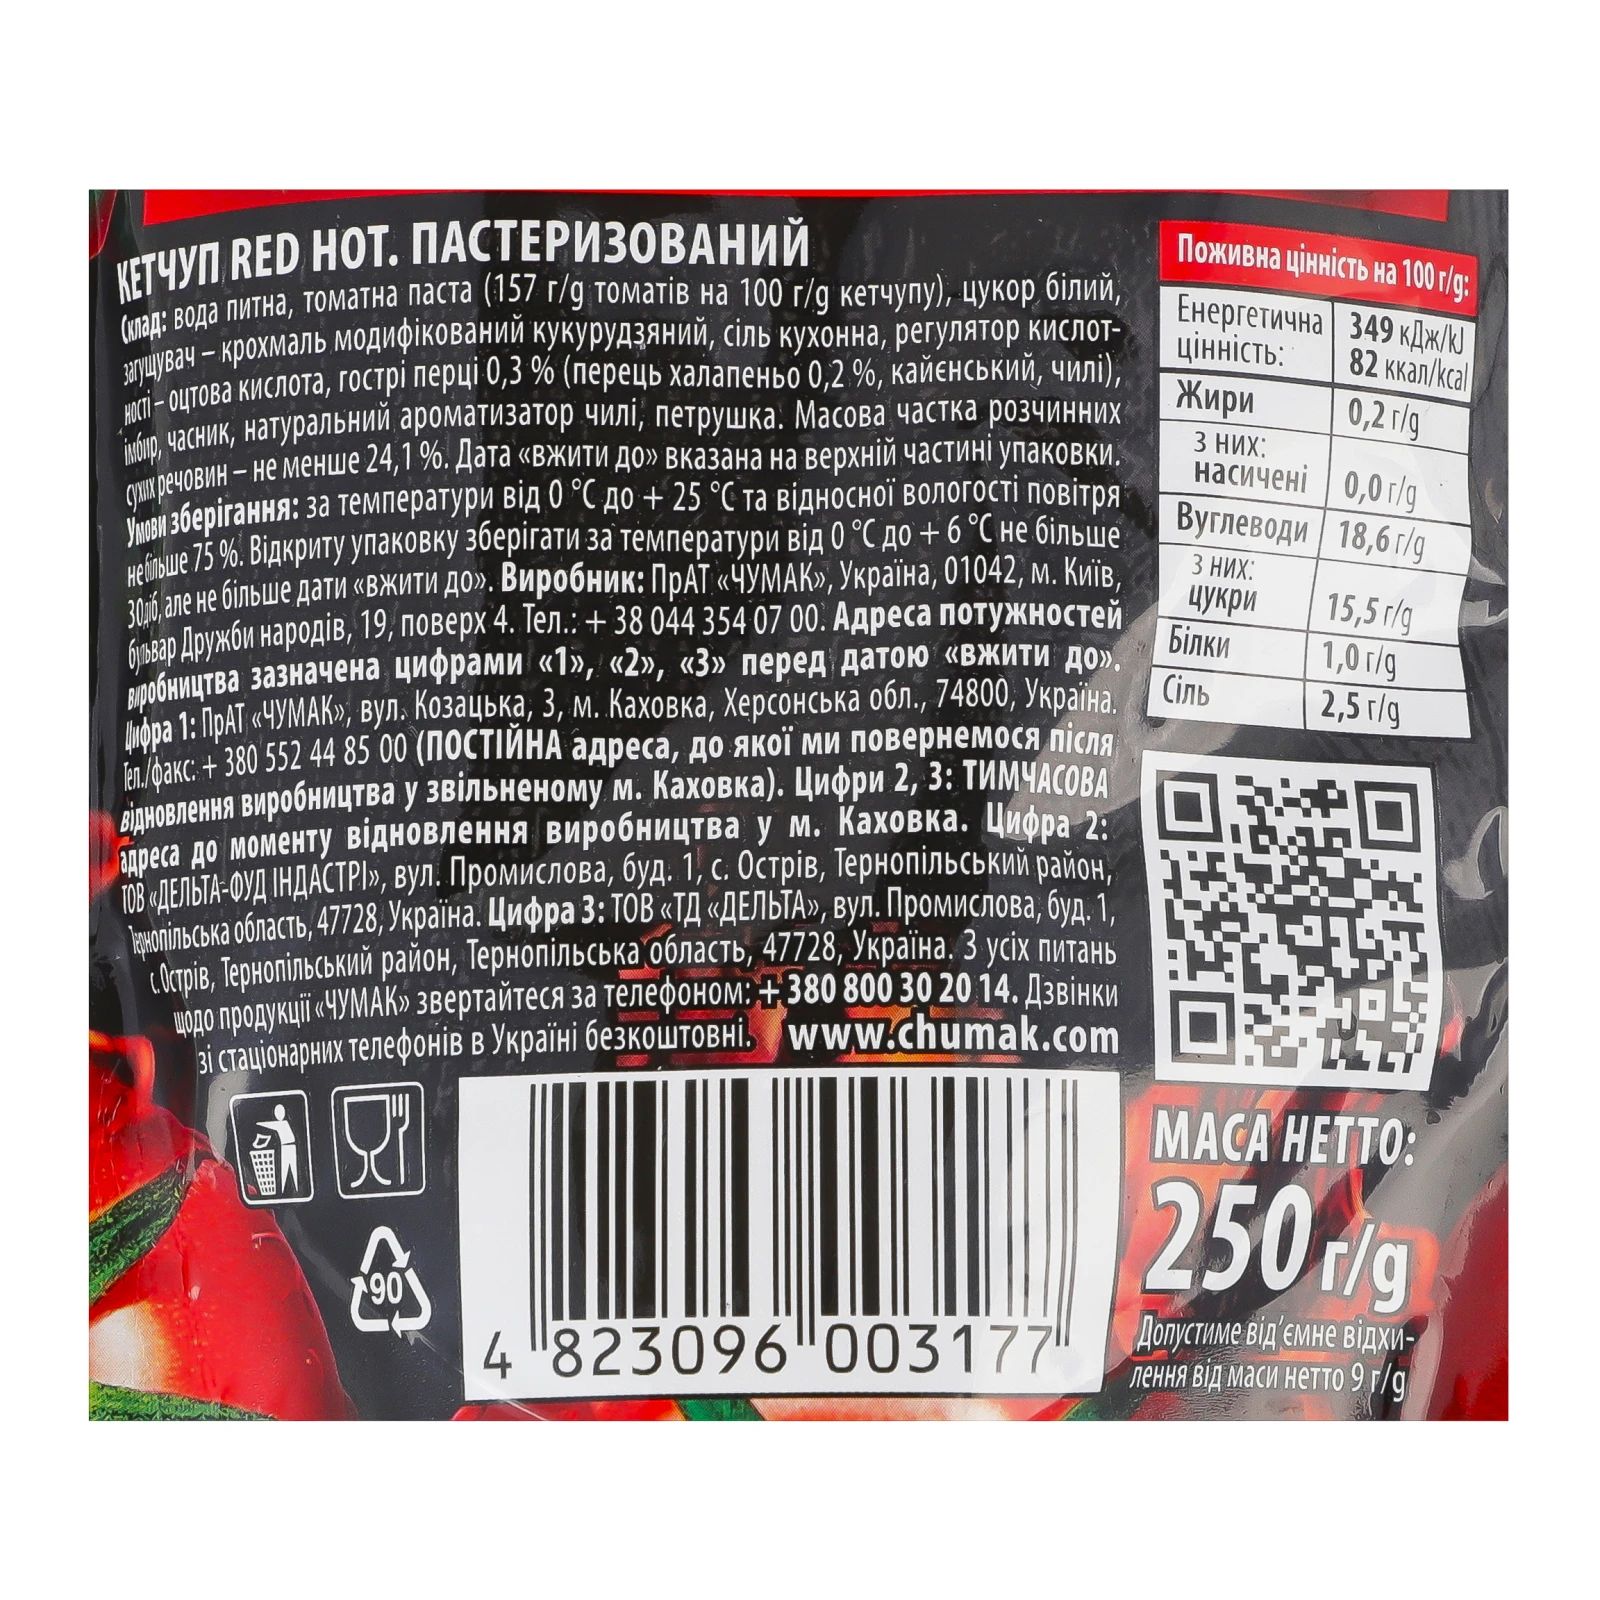 КЕТЧУП RED HOT. ПАСТЕРИЗОВАНИЙ
Склад: вода питна, томатна паста (157 г/g томатів на 100 г/g кетчупу), цукор білий,
загущувач – крохмаль модифікований кукурудзяний, сіль кухонна, регулятор кислот-
ності – оцтова кислота, гострі перці 0,3 % (перець халапеньо 0,2 %, кайєнський, чилі),
імбир, часник, натуральний ароматизатор чилі, петрушка. Масова частка розчинних
сухих речовин – не менше 24,1 %. Дата «вжити до» вказана на верхній частині упаковки.
Умови зберігання: за температури від 0 °С до + 25 °С та відносної вологості повітря
не більше 75 %. Відкриту упаковку зберігати за температури від 0 °С до + 6 °С не більше
30 діб, але не більше дати «вжити до». Виробник: ПрАТ «ЧУМАК», Україна, 01042, м. Київ,
бульвар Дружби народів, 19, поверх 4. Тел.: + 38 044 354 07 00. Адреса потужностей
виробництва зазначена цифрами «1», «2», «3» перед датою «вжити до».
Цифра 1: ПрАТ «ЧУМАК», вул. Козацька, 3, м. Каховка, Херсонська обл., 74800, Україна.
Тел./факс: + 380 552 44 85 00 (ПОСТІЙНА адреса, до якої ми повернемося після
відновлення виробництва у звільненому м. Каховка). Цифри 2, 3: ТИМЧАСОВА
адреса до моменту відновлення виробництва у м. Каховка. Цифра 2:
ТОВ «ДЕЛЬТА-ФУД ІНДАСТРІ», вул. Промислова, буд. 1, с. Острів, Тернопільський район,
Тернопільська область, 47728, Україна. Цифра 3: ТОВ «ТД «ДЕЛЬТА», вул. Промислова, буд. 1,
с. Острів, Тернопільський район, Тернопільська область, 47728, Україна. З усіх питань
щодо продукції «ЧУМАК» звертайтеся за телефоном: + 380 800 30 20 14. Дзвінки
зі стаціонарних телефонів в Україні безкоштовні. www.chumak.com
Поживна цінність на 100 г/g:
Енергетична цінність: 349 кДж/kJ
82 ккал/kcal
Жири 0,2 г/g
з них: насичені 0,0 г/g
Вуглеводи 18,6 г/g
з них: цукри 15,5 г/g
Білки 1,0 г/g
Сіль 2,5 г/g
МАСА НЕТТО:
250 г/g
Допустиме від’ємне відхи-
лення від маси нетто 9 г/g
90
4 823096 003177